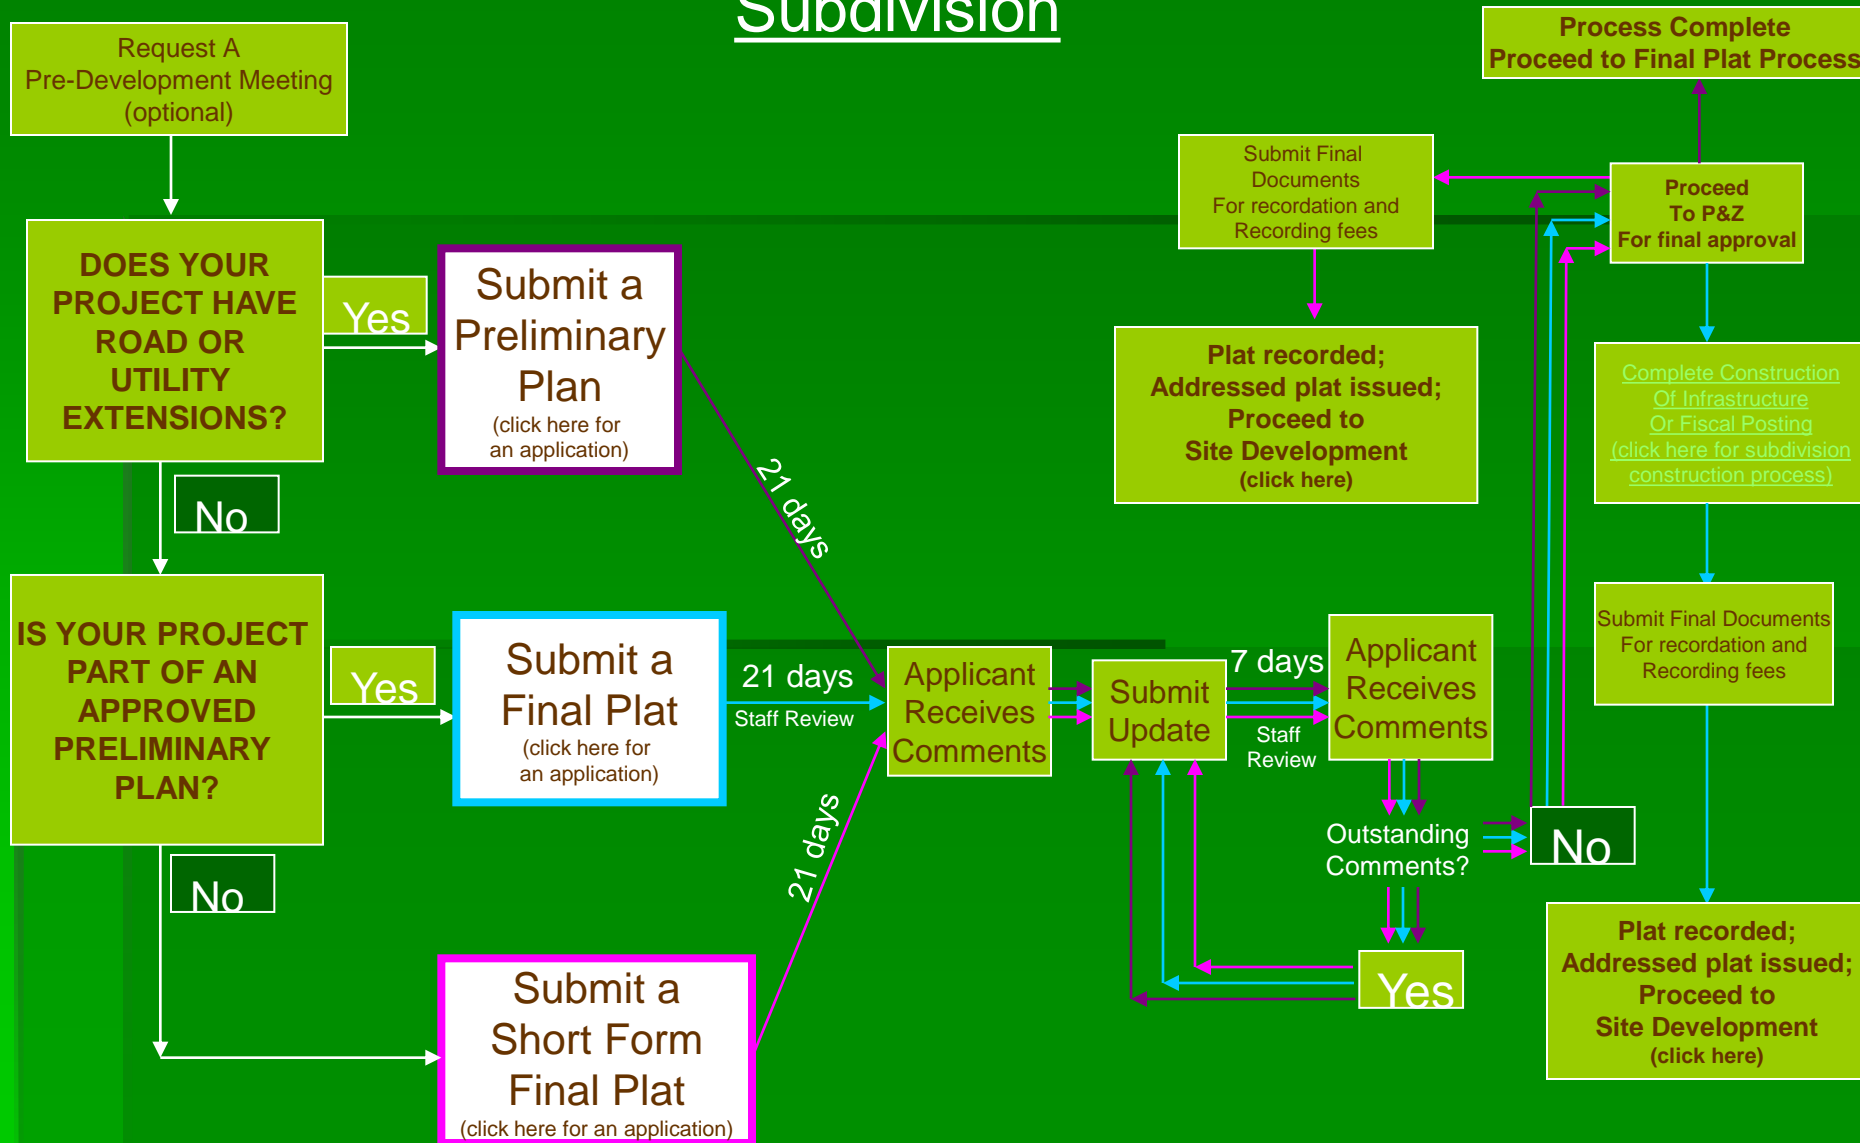 Subdivision
Request A
Pre-Development Meeting
(optional)
DOES YOUR
PROJECT HAVE
ROAD OR
UTILITY
EXTENSIONS?
Yes
No
Submit a
Preliminary
Plan
(click here for
an application)
21 days
IS YOUR PROJECT
PART OF AN
APPROVED
PRELIMINARY
PLAN?
Yes
No
Submit a
Final Plat
(click here for
an application)
21 days
Staff Review
Submit a
Short Form
Final Plat
(click here for an application)
21 days
Applicant
Receives
Comments
Submit
Update
7 days
Staff
Review
Applicant
Receives
Comments
Outstanding
Comments?
No
Yes
Process Complete
Proceed to Final Plat Process
Proceed
To P&Z
For final approval
Submit Final
Documents
For recordation and
Recording fees
Plat recorded;
Addressed plat issued;
Proceed to
Site Development
(click here)
Complete Construction
Of Infrastructure
Or Fiscal Posting
(click here for subdivision
construction process)
Submit Final Documents
For recordation and
Recording fees
Plat recorded;
Addressed plat issued;
Proceed to
Site Development
(click here)